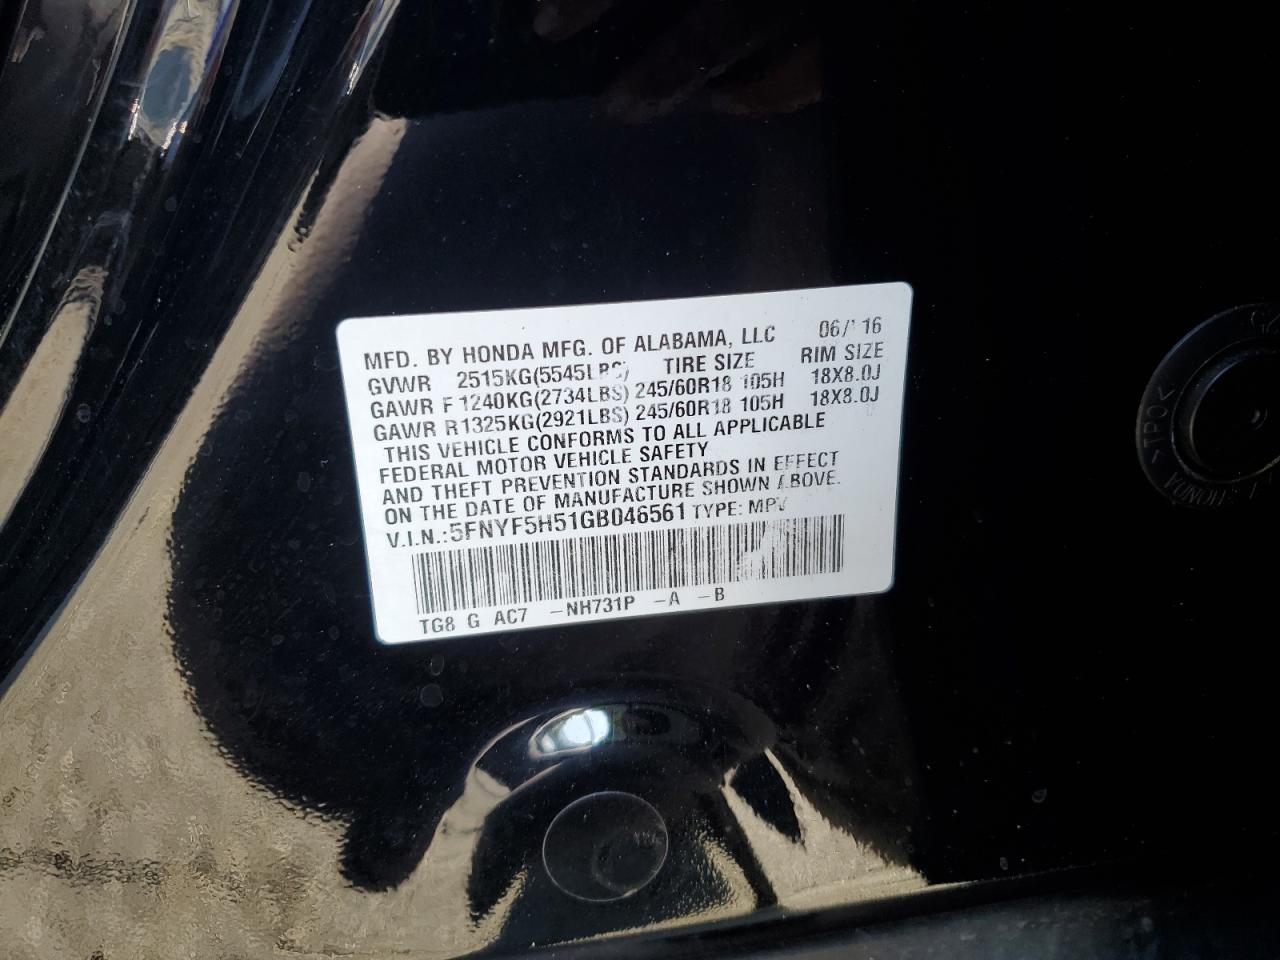 MFD. BY HONDA MFG. OF ALABAMA, LLC 06/16
GVWR 2515KG(5545LBS) TIRE SIZE RIM SIZE
GAWR F 1240KG(2734LBS) 245/60R18 105H 18X8.0J
GAWR R1325KG(2921LBS) 245/60R18 105H 18X8.0J
THIS VEHICLE CONFORMS TO ALL APPLICABLE
FEDERAL MOTOR VEHICLE SAFETY
AND THEFT PREVENTION STANDARDS IN EFFECT
ON THE DATE OF MANUFACTURE SHOWN ABOVE.
V.I.N.:5FNYF5H51GB046561 TYPE: MPV
TG8 G AC7 -NH731P -A -B
>TPO<
HONDA